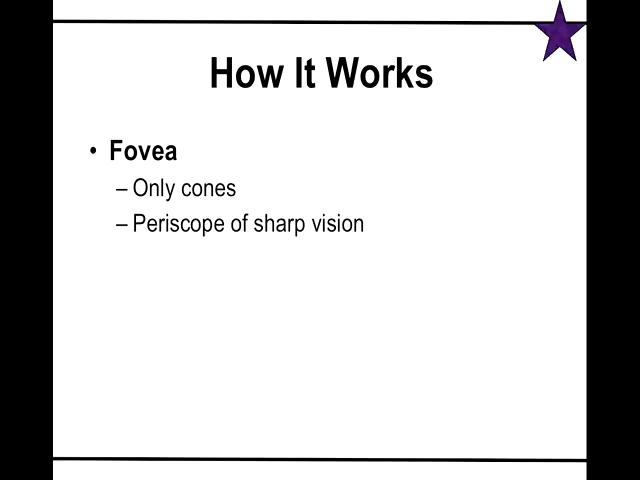 How It Works
• Fovea
– Only cones
– Periscope of sharp vision